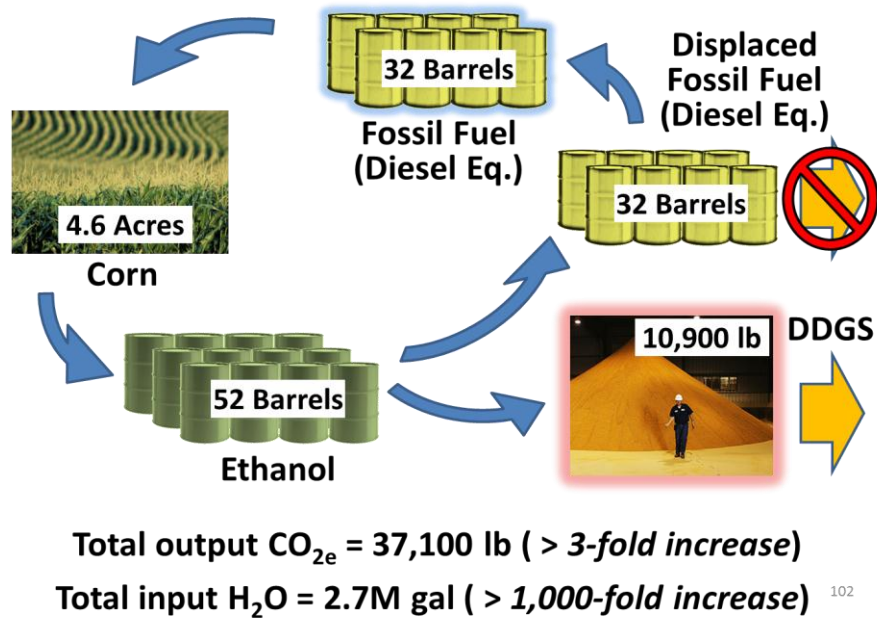 32 Barrels
Fossil Fuel
(Diesel Eq.)
Displaced
Fossil Fuel
(Diesel Eq.)
32 Barrels
4.6 Acres
Corn
52 Barrels
Ethanol
10,900 lb
DDGS
Total output CO₂ₑ = 37,100 lb ( > 3-fold increase)
Total input H₂O = 2.7M gal ( > 1,000-fold increase)
102